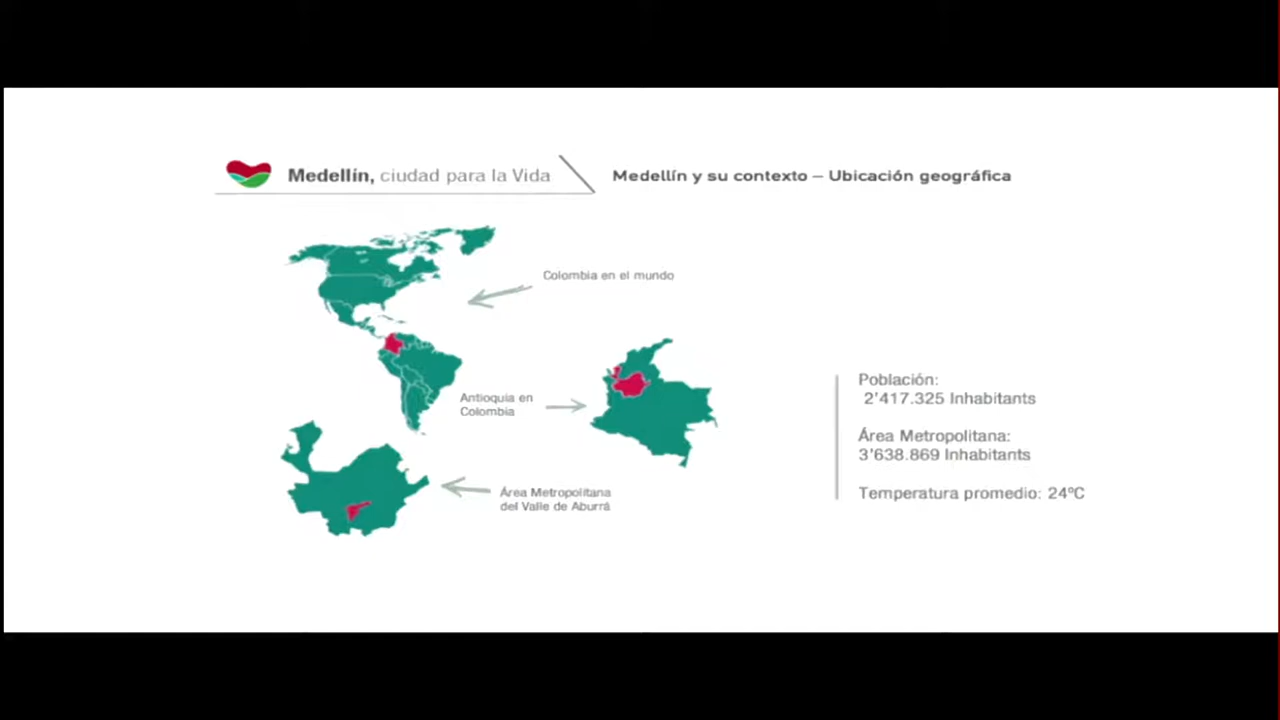 Medellín, ciudad para la Vida
Medellín y su contexto – Ubicación geográfica
Colombia en el mundo
Antioquia en
Colombia
Área Metropolitana
del Valle de Aburrá
Población:
2'417.325 Inhabitants
Área Metropolitana:
3'638.869 Inhabitants
Temperatura promedio: 24ºC